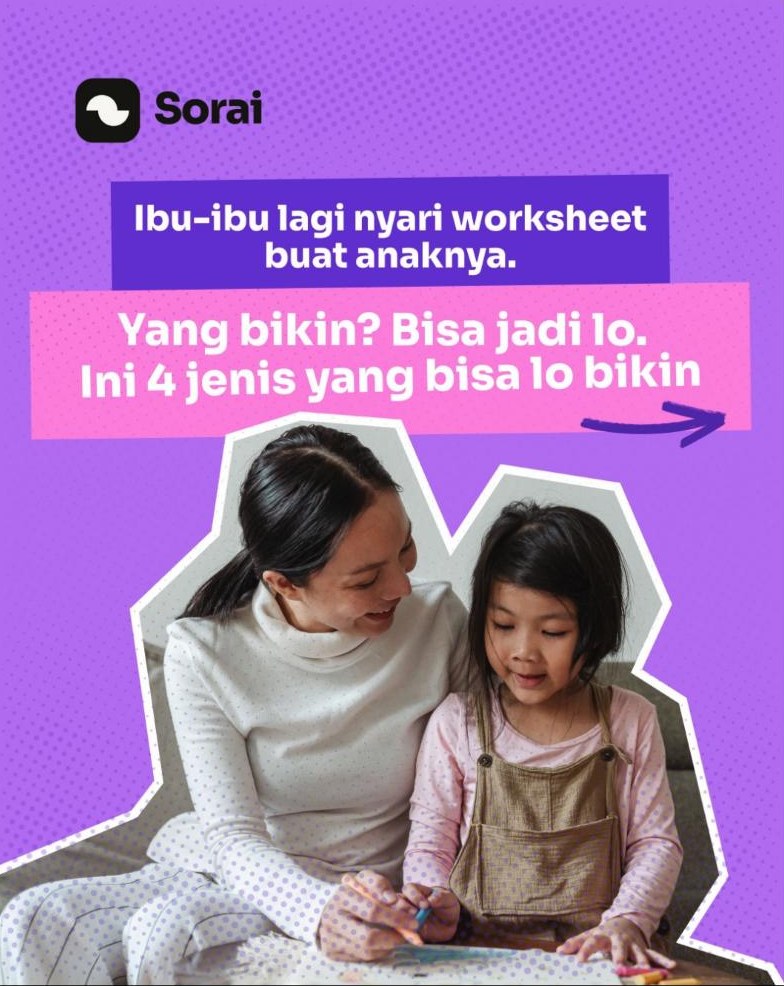 Sorai
Ibu-ibu lagi nyari worksheet
buat anaknya.
Yang bikin? Bisa jadi lo.
Ini 4 jenis yang bisa lo bikin